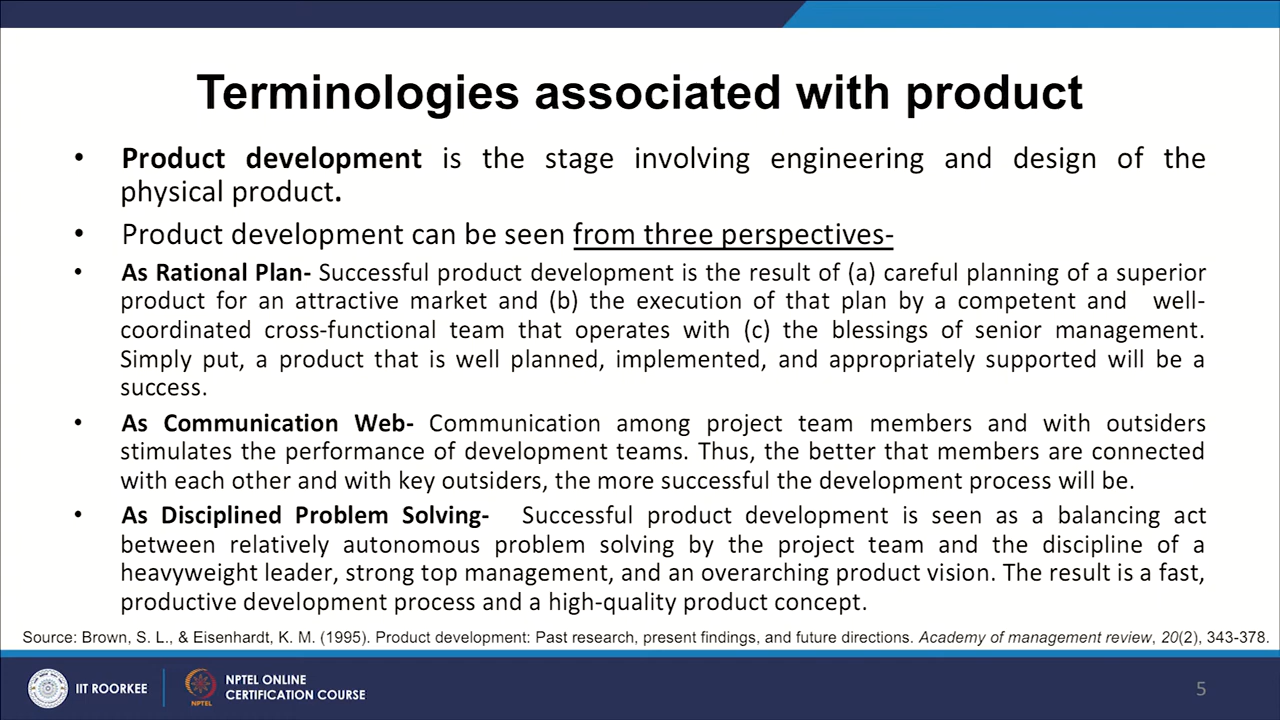 Terminologies associated with product
• Product development is the stage involving engineering and design of the
physical product.
• Product development can be seen from three perspectives-
• As Rational Plan- Successful product development is the result of (a) careful planning of a superior
product for an attractive market and (b) the execution of that plan by a competent and well-
coordinated cross-functional team that operates with (c) the blessings of senior management.
Simply put, a product that is well planned, implemented, and appropriately supported will be a
success.
• As Communication Web- Communication among project team members and with outsiders
stimulates the performance of development teams. Thus, the better that members are connected
with each other and with key outsiders, the more successful the development process will be.
• As Disciplined Problem Solving- Successful product development is seen as a balancing act
between relatively autonomous problem solving by the project team and the discipline of a
heavyweight leader, strong top management, and an overarching product vision. The result is a fast,
productive development process and a high-quality product concept.
Source: Brown, S. L., & Eisenhardt, K. M. (1995). Product development: Past research, present findings, and future directions. Academy of management review, 20(2), 343-378.
IIT ROORKEE
NPTEL
NPTEL ONLINE
CERTIFICATION COURSE
5